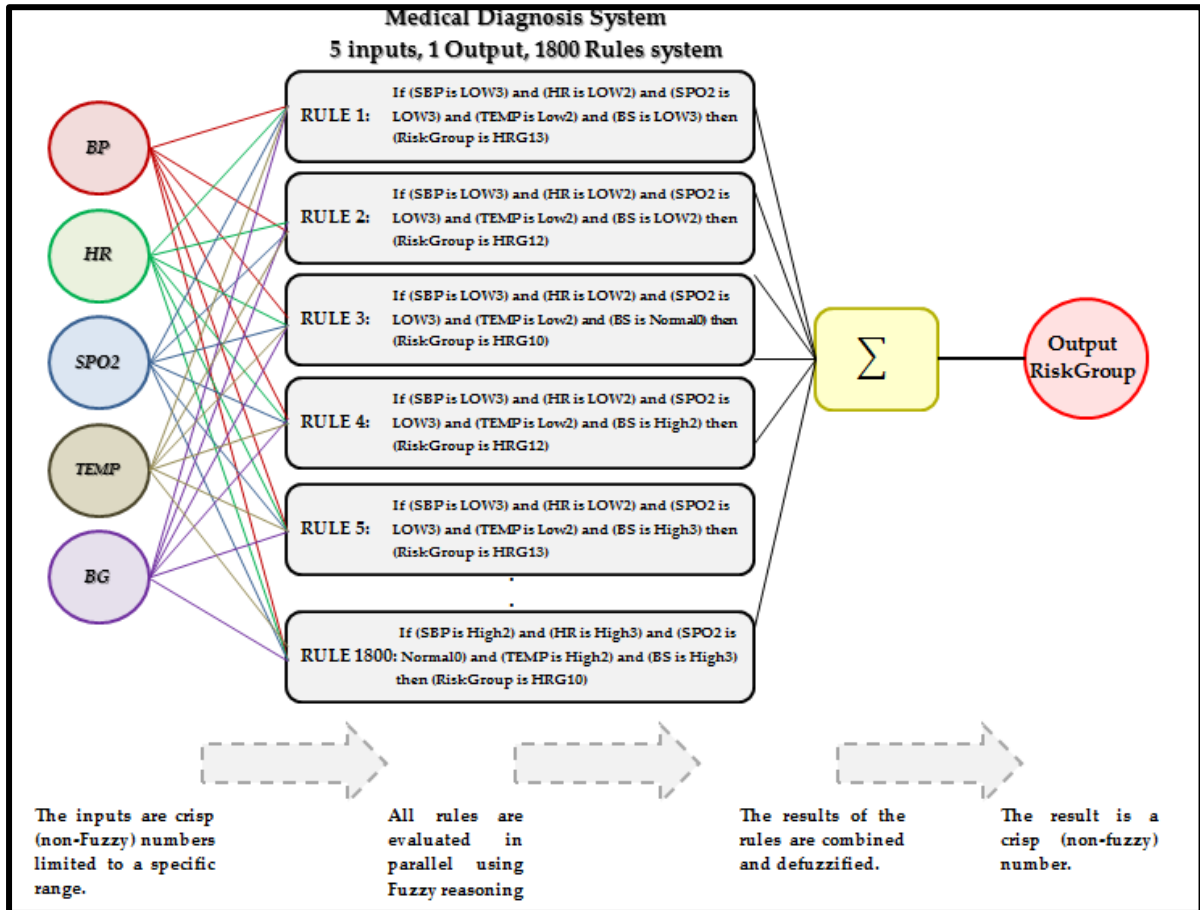 Medical Diagnosis System
5 inputs, 1 Output, 1800 Rules system
BP
HR
SPO2
TEMP
BG
RULE 1:
If (SBP is LOW3) and (HR is LOW2) and (SPO2 is
LOW3) and (TEMP is Low2) and (BS is LOW3) then
(RiskGroup is HRG13)
RULE 2:
If (SBP is LOW3) and (HR is LOW2) and (SPO2 is
LOW3) and (TEMP is Low2) and (BS is LOW2) then
(RiskGroup is HRG12)
RULE 3:
If (SBP is LOW3) and (HR is LOW2) and (SPO2 is
LOW3) and (TEMP is Low2) and (BS is Normal0) then
(RiskGroup is HRG10)
RULE 4:
If (SBP is LOW3) and (HR is LOW2) and (SPO2 is
LOW3) and (TEMP is Low2) and (BS is High2) then
(RiskGroup is HRG12)
RULE 5:
If (SBP is LOW3) and (HR is LOW2) and (SPO2 is
LOW3) and (TEMP is Low2) and (BS is High3) then
(RiskGroup is HRG13)
.
.
RULE 1800:
If (SBP is High2) and (HR is High3) and (SPO2 is
Normal0) and (TEMP is High2) and (BS is High3)
then (RiskGroup is HRG10)
∑
Output
RiskGroup
The inputs are crisp
(non-Fuzzy) numbers
limited to a specific
range.
All rules are
evaluated in
parallel using
Fuzzy reasoning
The results of the
rules are combined
and defuzzified.
The result is a
crisp (non-fuzzy)
number.